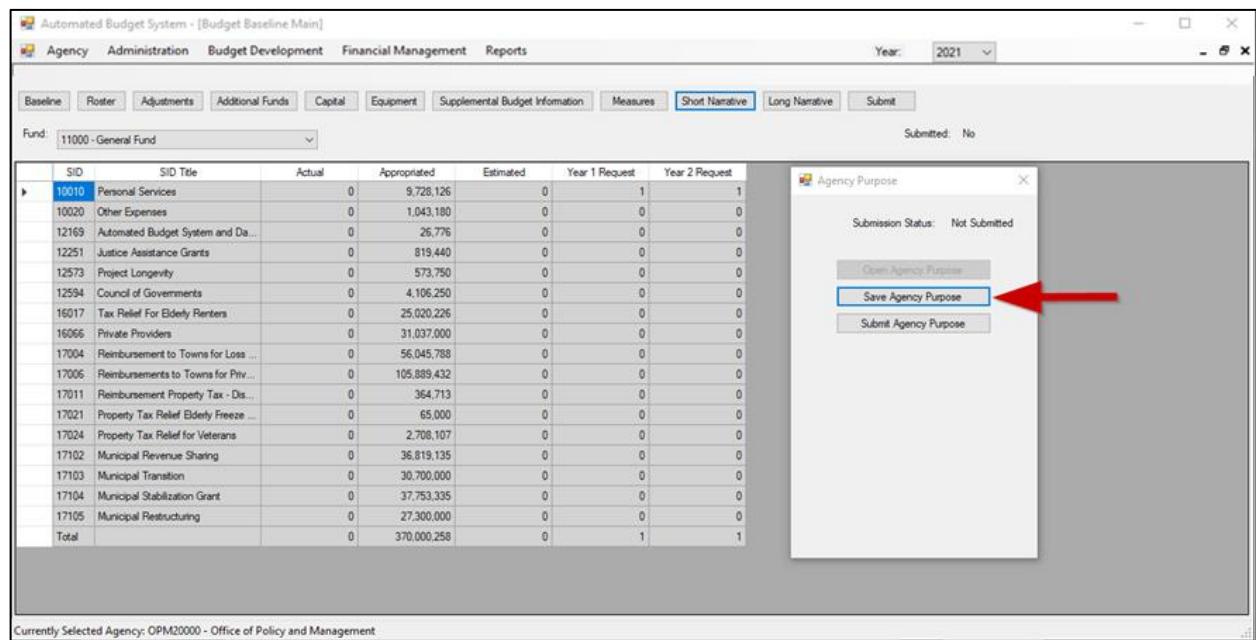 Automated Budget System - [Budget Baseline Main]
Agency Administration Budget Development Financial Management Reports Year: 2021
Baseline Roster Adjustments Additional Funds Capital Equipment Supplemental Budget Information Measures Short Narrative Long Narrative Submit
Fund: 11000 - General Fund Submitted: No
SID SID Title Actual Appropriated Estimated Year 1 Request Year 2 Request
10010 Personal Services 0 9,728,126 0 1 1
10020 Other Expenses 0 1,043,180 0 0 0
12169 Automated Budget System and Da... 0 26,776 0 0 0
12251 Justice Assistance Grants 0 819,440 0 0 0
12573 Project Longevity 0 573,750 0 0 0
12594 Council of Governments 0 4,106,250 0 0 0
16017 Tax Relief For Elderly Renters 0 25,020,226 0 0 0
16066 Private Providers 0 31,037,000 0 0 0
17004 Reimbursement to Towns for Loss ... 0 56,045,788 0 0 0
17006 Reimbursements to Towns for Priv... 0 105,889,432 0 0 0
17011 Reimbursement Property Tax - Dis... 0 364,713 0 0 0
17021 Property Tax Relief Elderly Freeze ... 0 65,000 0 0 0
17024 Property Tax Relief for Veterans 0 2,708,107 0 0 0
17102 Municipal Revenue Sharing 0 36,819,135 0 0 0
17103 Municipal Transition 0 30,700,000 0 0 0
17104 Municipal Stabilization Grant 0 37,753,335 0 0 0
17105 Municipal Restructuring 0 27,300,000 0 0 0
Total 0 370,000,258 0 1 1
Agency Purpose
Submission Status: Not Submitted
Open Agency Purpose
Save Agency Purpose
Submit Agency Purpose
Currently Selected Agency: OPM20000 - Office of Policy and Management